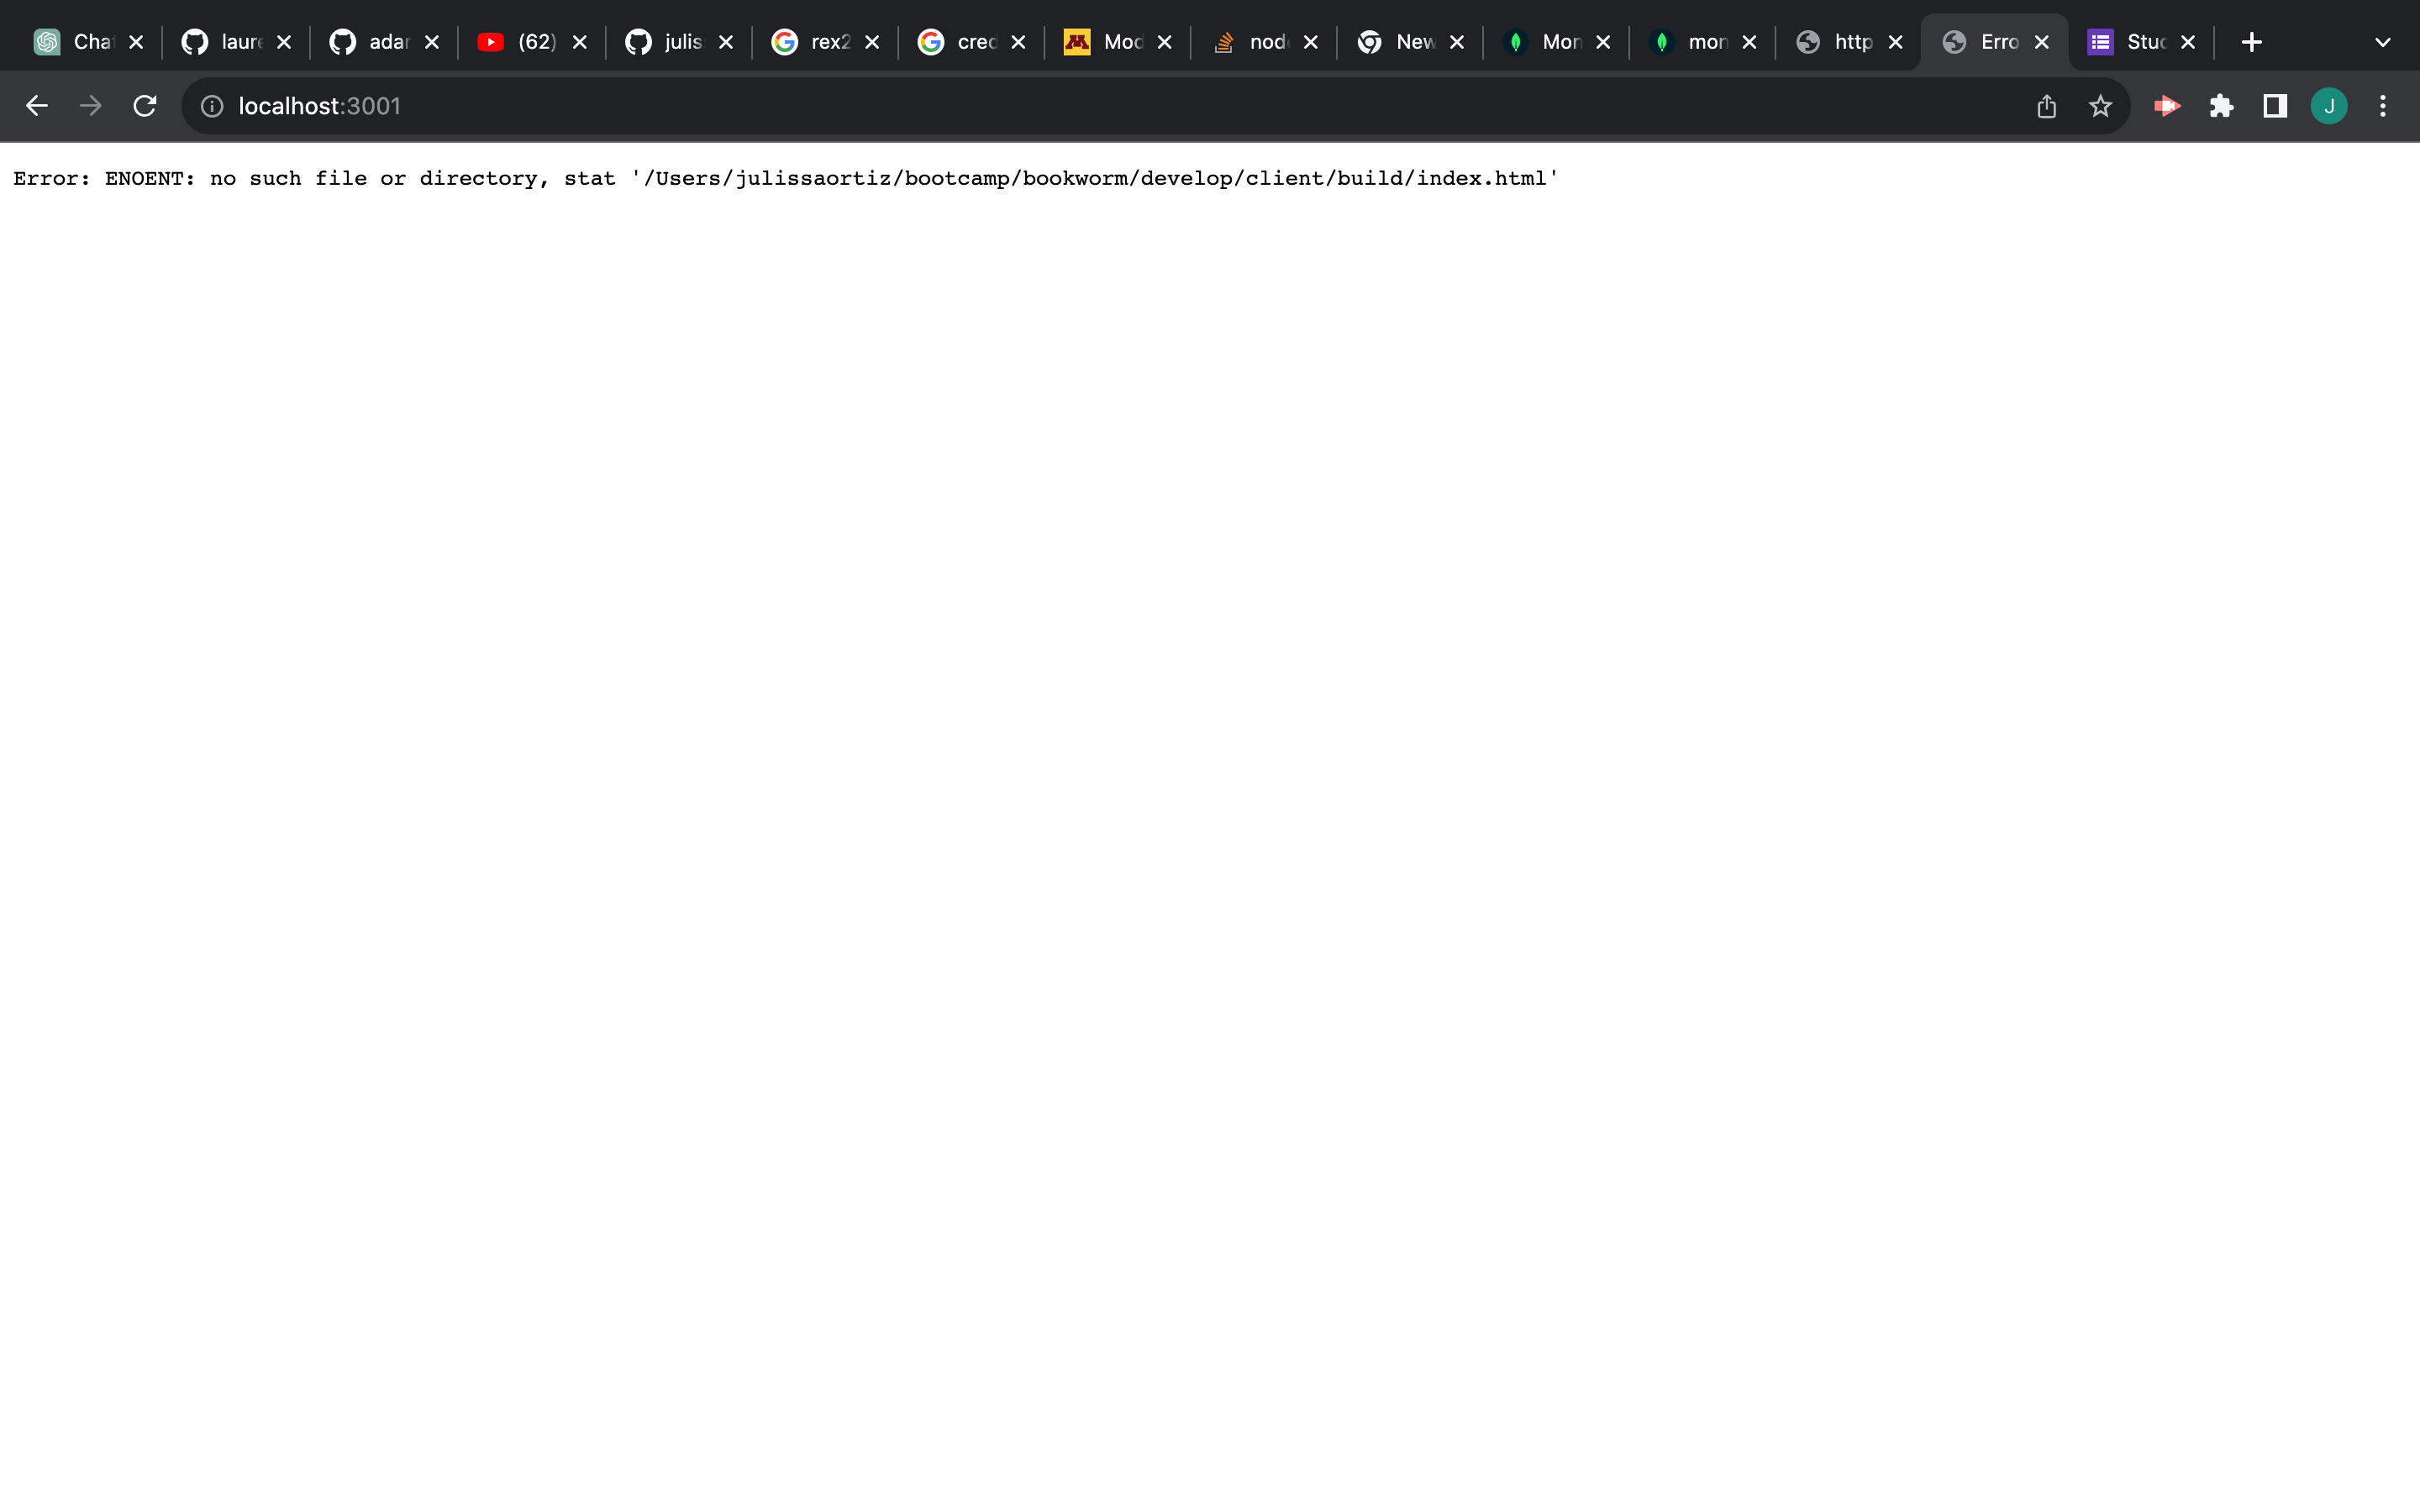 Chat laure adar (62) julis rex2 cred Mod node New Mon mon http Erro Stud
localhost:3001
J
Error: ENOENT: no such file or directory, stat '/Users/julissaortiz/bootcamp/bookworm/develop/client/build/index.html'